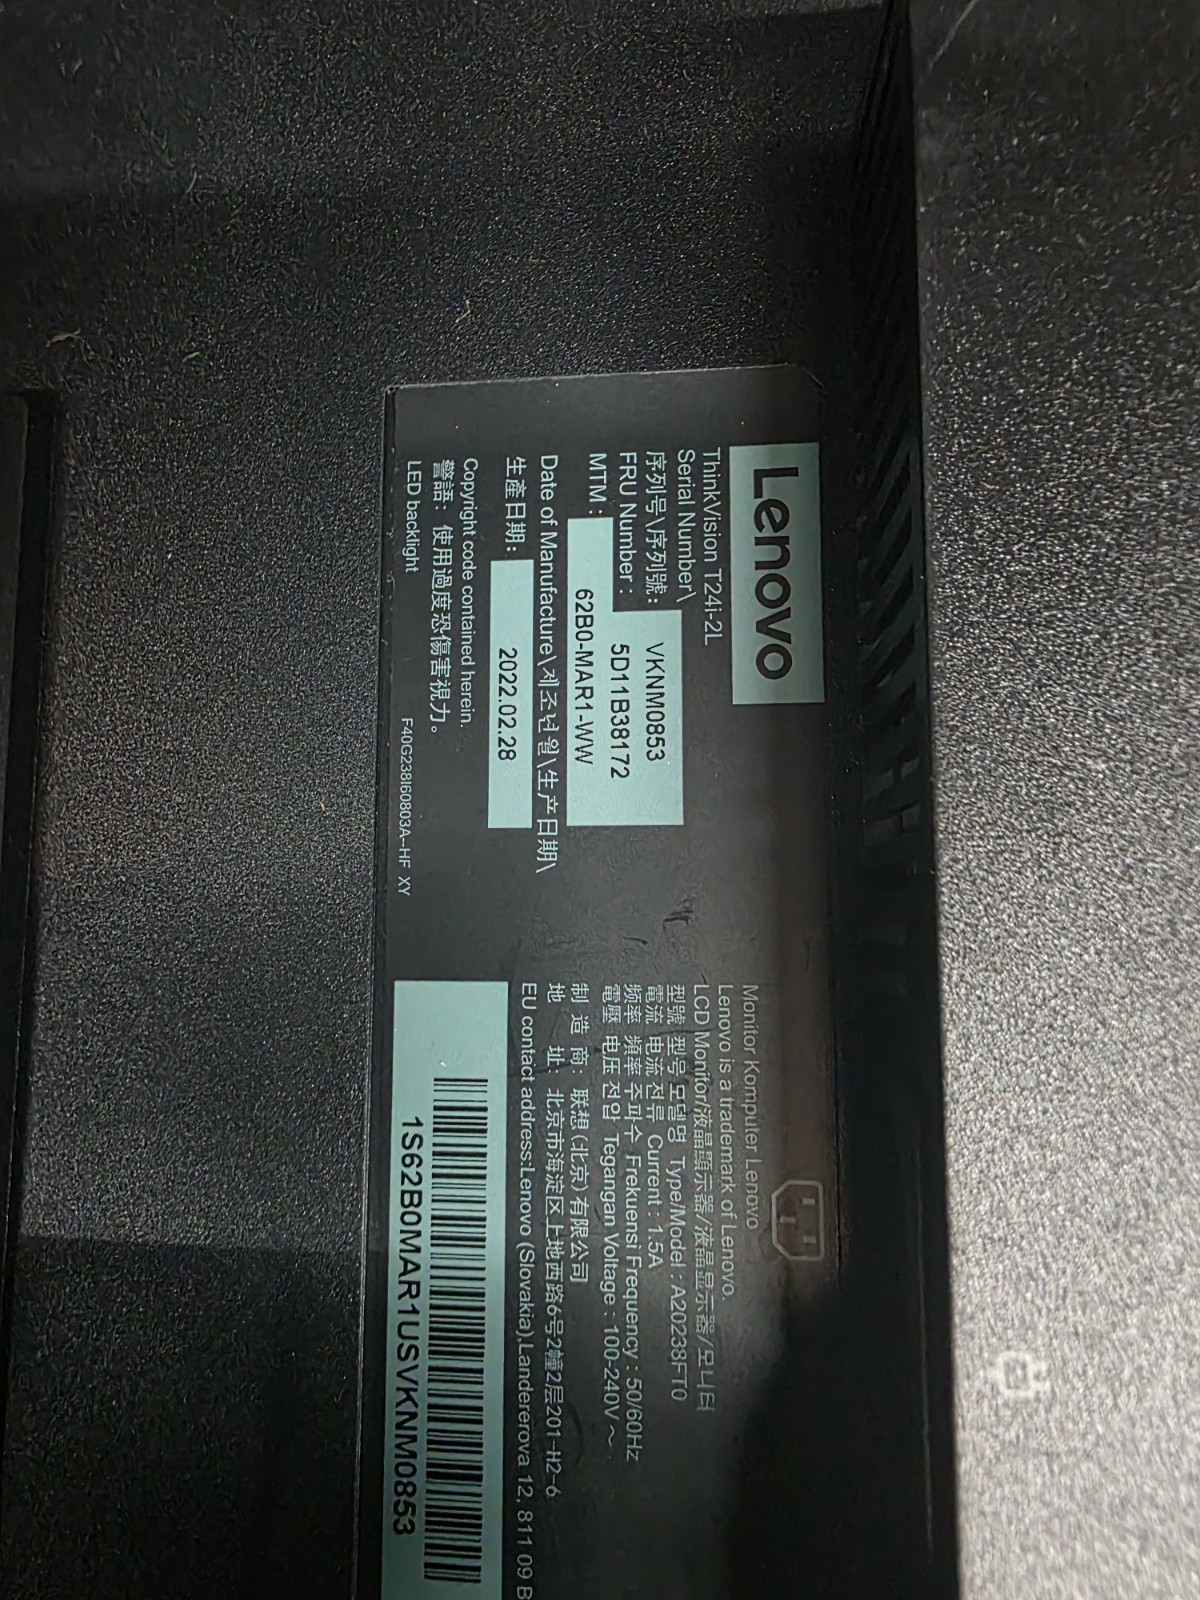 Lenovo
ThinkVision T24i-2L
Serial Number\
序列号\序列號: VKNM0853
FRU Number : 5D11B38172
MTM : 62B0-MAR1-WW
Date of Manufacture\제조년월\生产日期\
生產日期: 2022.02.28
Copyright code contained herein.
警語: 使用過度恐傷害視力。
LED backlight
F40G238I60803A-HF XY
Monitor Komputer Lenovo
Lenovo is a trademark of Lenovo.
LCD Monitor/液晶顯示器/液晶显示器/모니터
型號 型号 모델명 Type/Model : A20238FT0
電流 电流 전류 Current : 1.5A
频率 頻率 주파수 Frekuensi Frequency : 50/60Hz
電壓 电压 전압 Tegangan Voltage : 100-240V～
制 造 商: 联想(北京)有限公司
地 址: 北京市海淀区上地西路6号2幢2层201-H2-6
EU contact address:Lenovo (Slovakia),Landererova 12, 811 09 B
1S62B0MAR1USVKNM0853